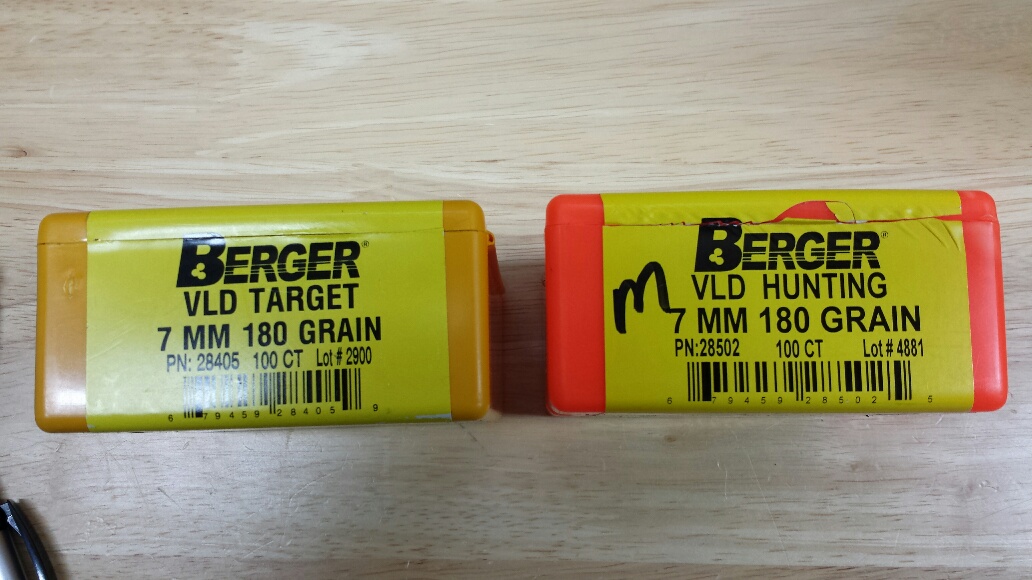 BERGER®
VLD TARGET
7 MM 180 GRAIN
PN: 28405 100 CT Lot # 2900
6 79459 28405 9
BERGER®
m
VLD HUNTING
7 MM 180 GRAIN
PN:28502 100 CT Lot # 4881
6 79459 28502 5